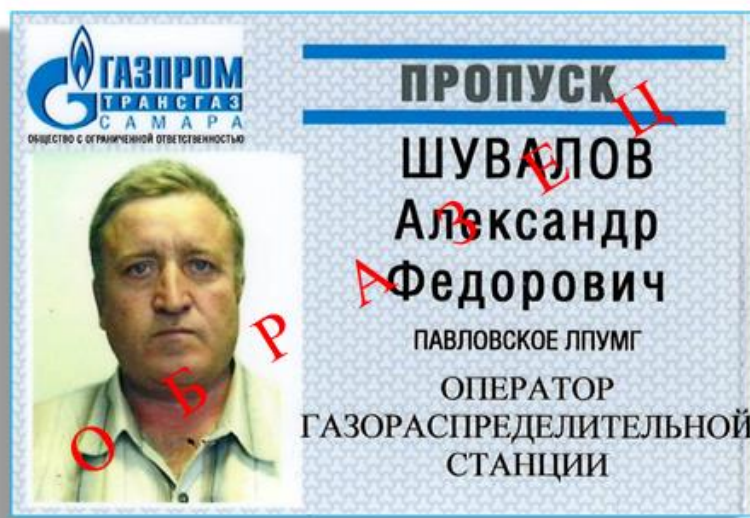 ГАЗПРОМ
ТРАНСГАЗ
САМАРА
ОБЩЕСТВО С ОГРАНИЧЕННОЙ ОТВЕТСТВЕННОСТЬЮ
ПРОПУСК
ШУВАЛОВ
Александр
Федорович
ПАВЛОВСКОЕ ЛПУМГ
ОПЕРАТОР
ГАЗОРАСПРЕДЕЛИТЕЛЬНОЙ
СТАНЦИИ
ОБРАЗЕЦ